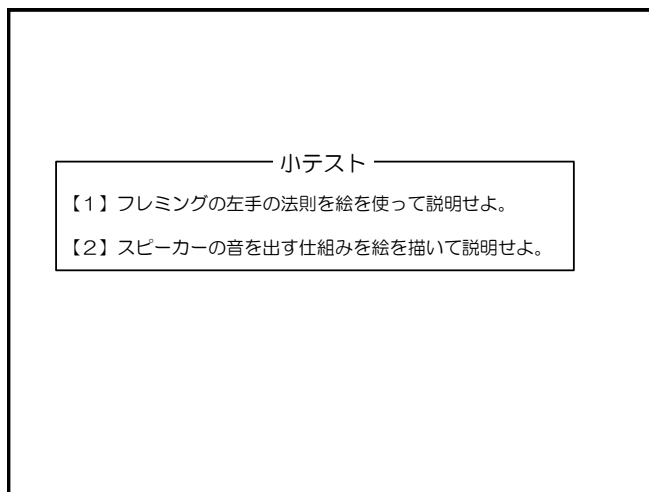 小テスト
【1】フレミングの左手の法則を絵を使って説明せよ。
【2】スピーカーの音を出す仕組みを絵を描いて説明せよ。